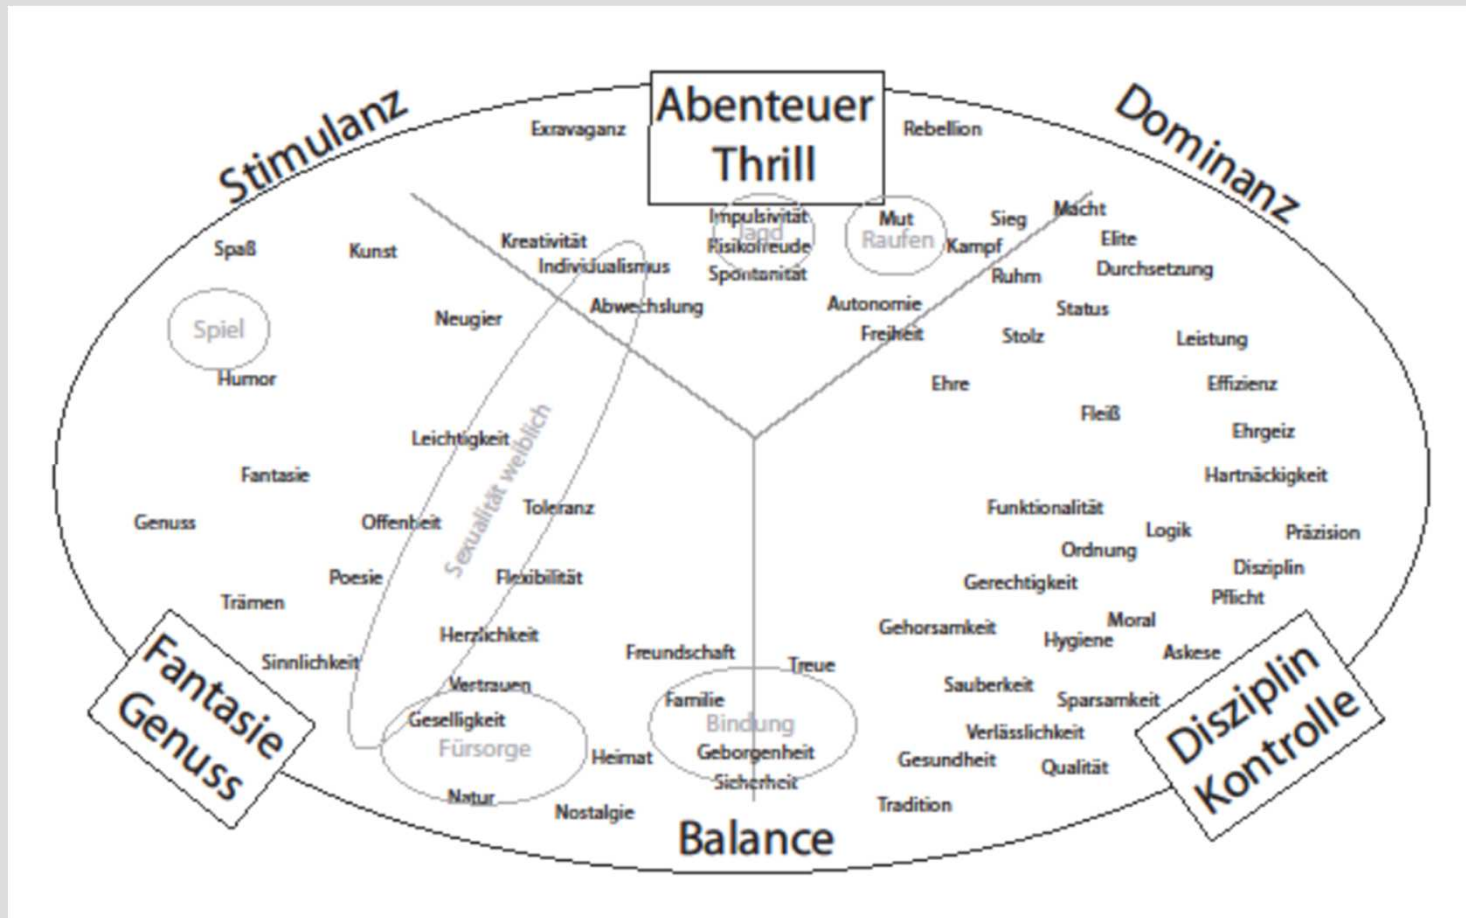 Stimulanz
Abenteuer
Thrill
Dominanz
Exravaganz
Rebellion
Impulsivität
Jagd
Risikofreude
Spontanität
Mut
Raufen
Sieg
Macht
Kampf
Elite
Durchsetzung
Ruhm
Spaß
Kunst
Kreativität
Individualismus
Abwechslung
Autonomie
Freiheit
Status
Stolz
Leistung
Spiel
Neugier
Humor
Ehre
Effizienz
Fleiß
Ehrgeiz
Leichtigkeit
Sexualität weiblich
Fantasie
Hartnäckigkeit
Genuss
Offenheit
Toleranz
Funktionalität
Logik
Präzision
Ordnung
Poesie
Flexibilität
Gerechtigkeit
Disziplin
Pflicht
Trämen
Herzlichkeit
Gehorsamkeit
Moral
Hygiene
Askese
Sinnlichkeit
Freundschaft
Treue
Vertrauen
Familie
Sauberkeit
Sparsamkeit
Geselligkeit
Bindung
Verlässlichkeit
Fürsorge
Heimat
Geborgenheit
Gesundheit
Qualität
Sicherheit
Natur
Nostalgie
Tradition
Fantasie
Genuss
Balance
Disziplin
Kontrolle